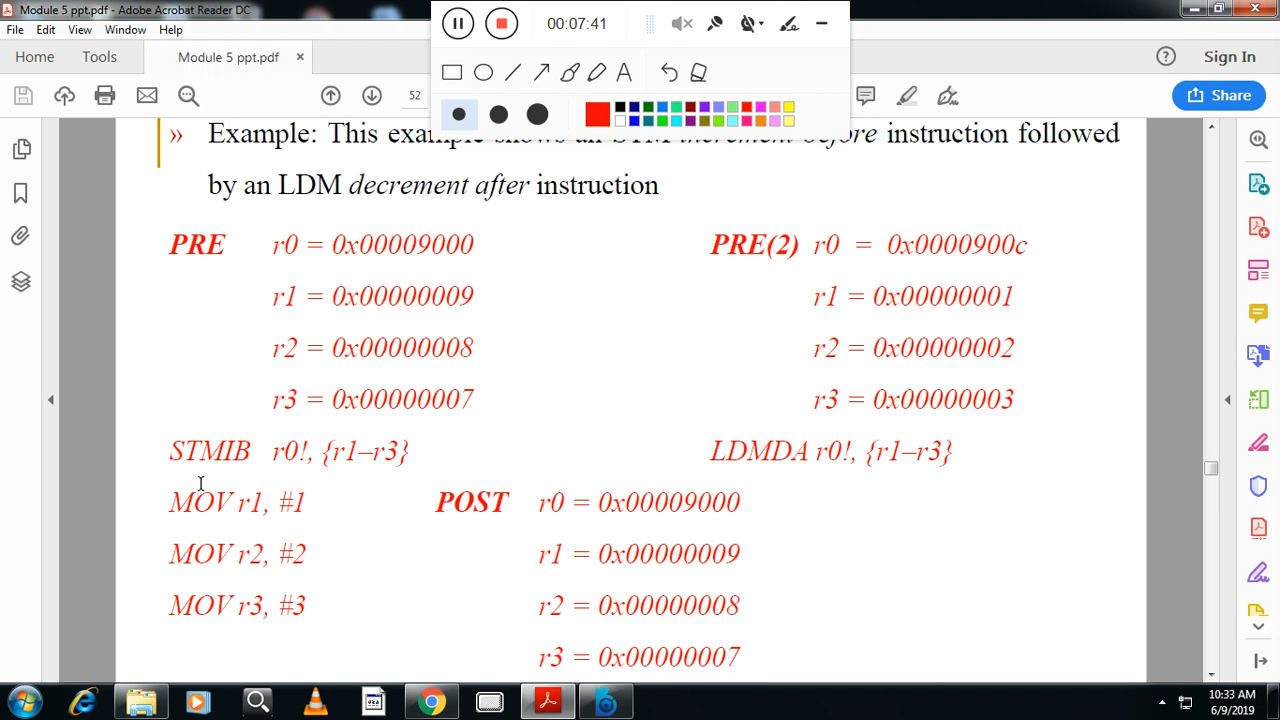 Module 5 ppt.pdf - Adobe Acrobat Reader DC
File Edit View Window Help
00:07:41
Home Tools Module 5 ppt.pdf × ? Sign In
52 Share
» Example: This example shows an STM increment before instruction followed
by an LDM decrement after instruction
PRE r0 = 0x00009000 PRE(2) r0 = 0x0000900c
r1 = 0x00000009 r1 = 0x00000001
r2 = 0x00000008 r2 = 0x00000002
r3 = 0x00000007 r3 = 0x00000003
STMIB r0!, {r1–r3} LDMDA r0!, {r1–r3}
MOV r1, #1 POST r0 = 0x00009000
MOV r2, #2 r1 = 0x00000009
MOV r3, #3 r2 = 0x00000008
r3 = 0x00000007
10:33 AM
6/9/2019